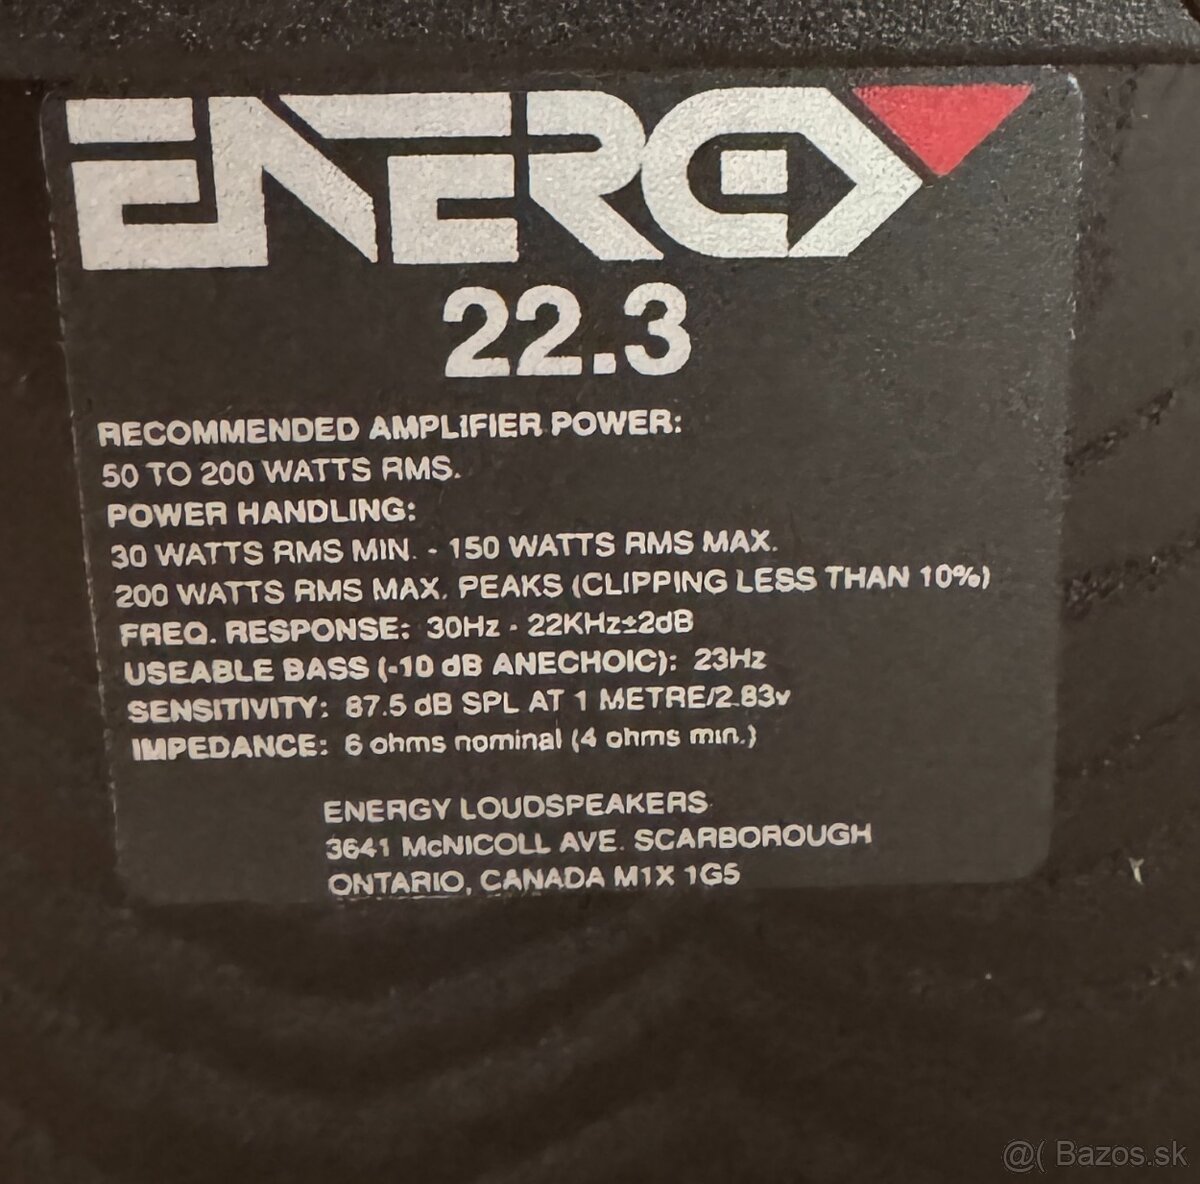 ENERGY
22.3
RECOMMENDED AMPLIFIER POWER:
50 TO 200 WATTS RMS.
POWER HANDLING:
30 WATTS RMS MIN. - 150 WATTS RMS MAX.
200 WATTS RMS MAX. PEAKS (CLIPPING LESS THAN 10%)
FREQ. RESPONSE: 30Hz - 22KHz±2dB
USEABLE BASS (-10 dB ANECHOIC): 23Hz
SENSITIVITY: 87.5 dB SPL AT 1 METRE/2.83v
IMPEDANCE: 6 ohms nominal (4 ohms min.)
ENERGY LOUDSPEAKERS
3641 McNICOLL AVE. SCARBOROUGH
ONTARIO, CANADA M1X 1G5
@( Bazos.sk